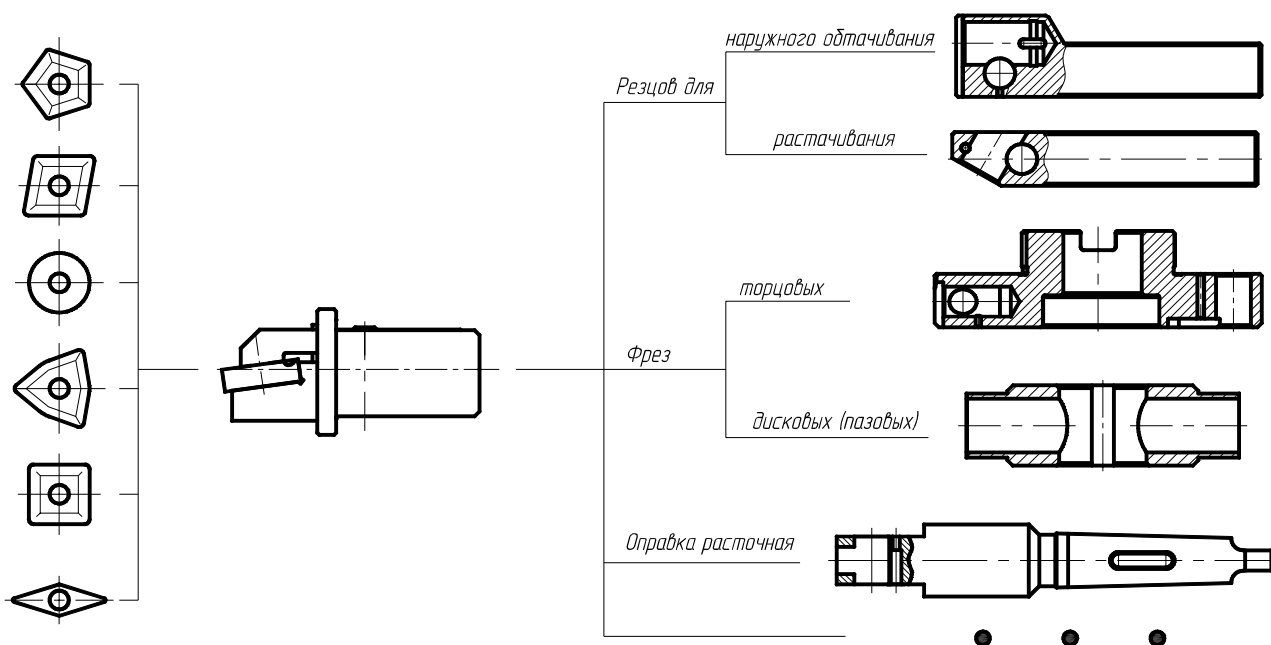 наружного обтачивания
Резцов для
растачивания
торцовых
Фрез
дисковых (пазовых)
Оправка расточная